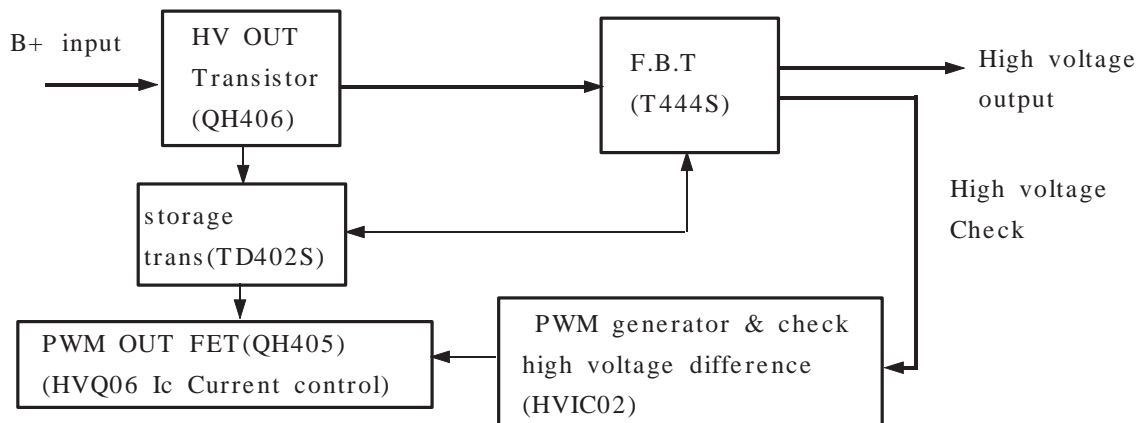 B+ input
HV OUT
Transistor
(QH406)
F.B.T
(T444S)
High voltage
output
High voltage
Check
storage
trans(TD402S)
PWM OUT FET(QH405)
(HVQ06 Ic Current control)
PWM generator & check
high voltage difference
(HVIC02)